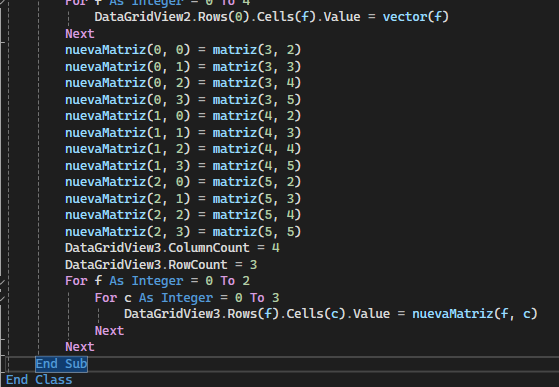 For f As Integer = 0 To 4
DataGridView2.Rows(0).Cells(f).Value = vector(f)
Next
nuevaMatriz(0, 0) = matriz(3, 2)
nuevaMatriz(0, 1) = matriz(3, 3)
nuevaMatriz(0, 2) = matriz(3, 4)
nuevaMatriz(0, 3) = matriz(3, 5)
nuevaMatriz(1, 0) = matriz(4, 2)
nuevaMatriz(1, 1) = matriz(4, 3)
nuevaMatriz(1, 2) = matriz(4, 4)
nuevaMatriz(1, 3) = matriz(4, 5)
nuevaMatriz(2, 0) = matriz(5, 2)
nuevaMatriz(2, 1) = matriz(5, 3)
nuevaMatriz(2, 2) = matriz(5, 4)
nuevaMatriz(2, 3) = matriz(5, 5)
DataGridView3.ColumnCount = 4
DataGridView3.RowCount = 3
For f As Integer = 0 To 2
For c As Integer = 0 To 3
DataGridView3.Rows(f).Cells(c).Value = nuevaMatriz(f, c)
Next
Next
End Sub
End Class